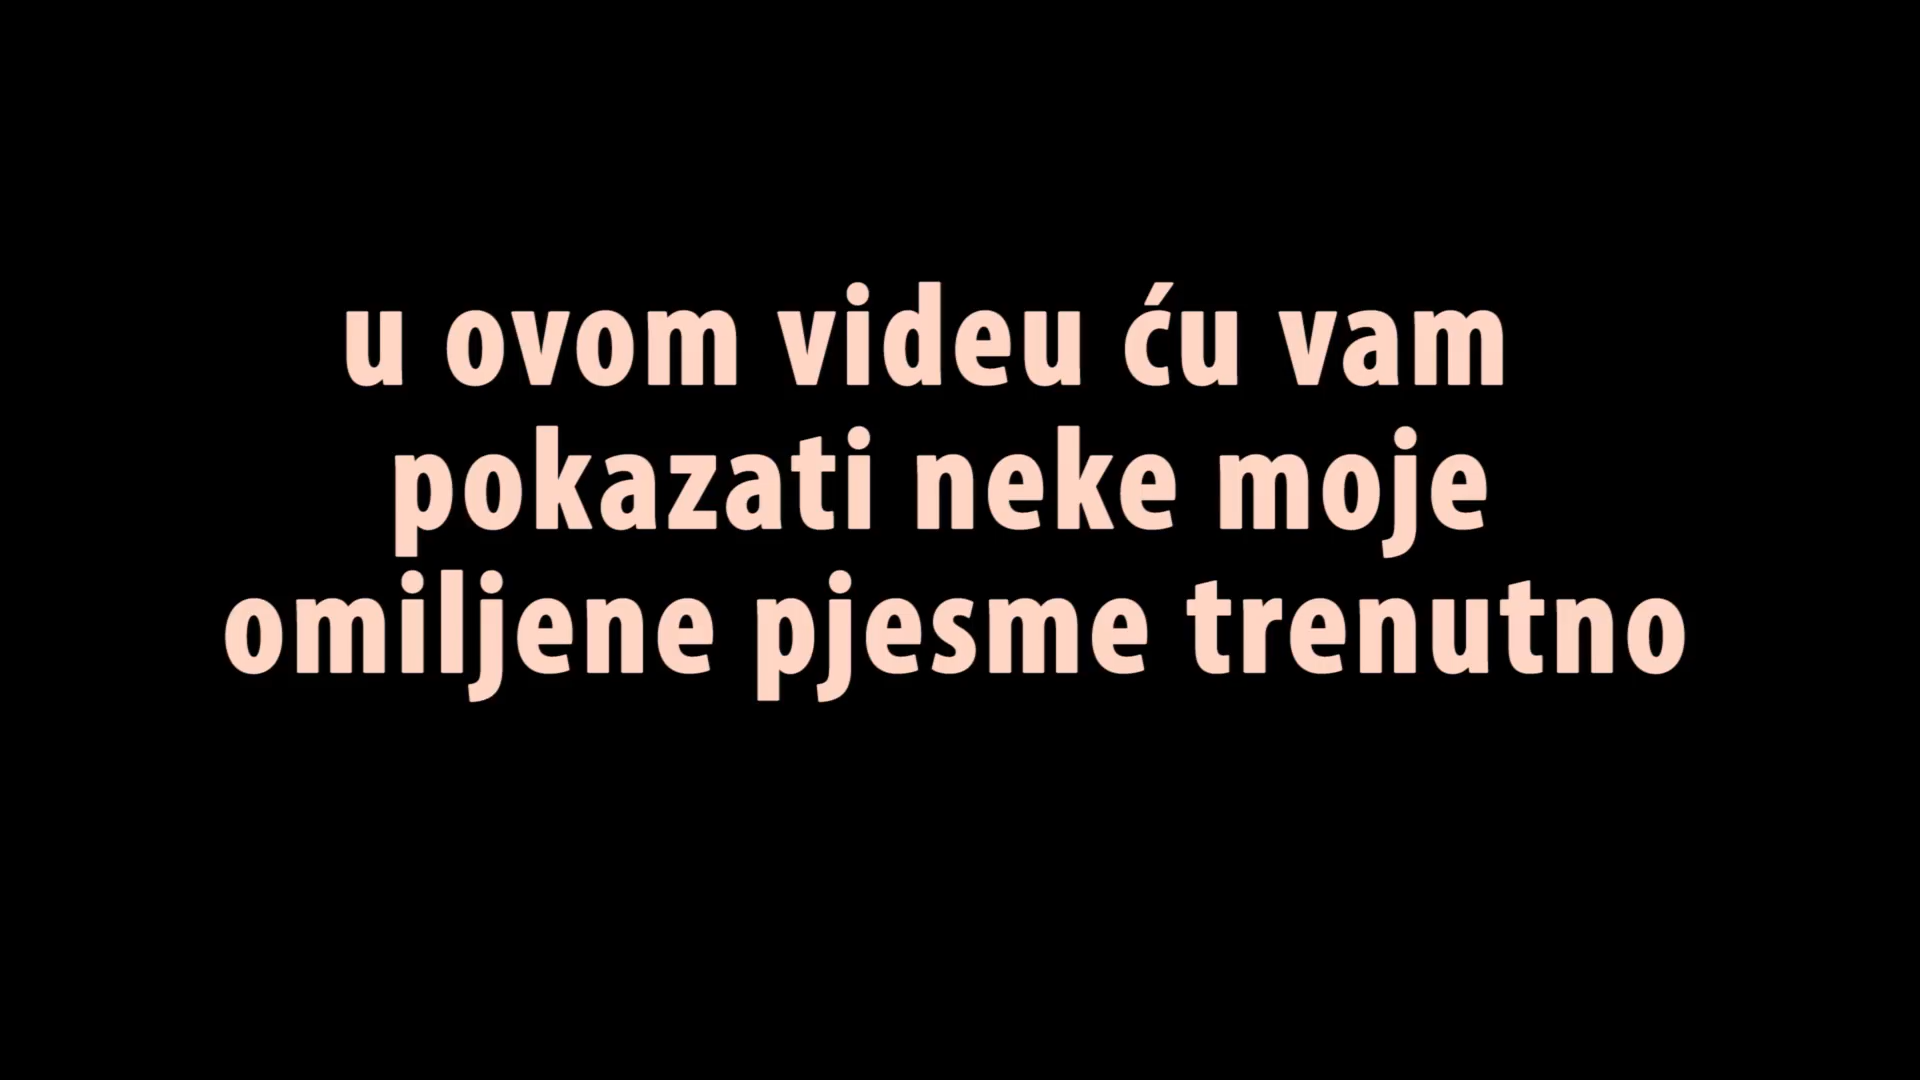 u ovom videu ću vam
pokazati neke moje
omiljene pjesme trenutno